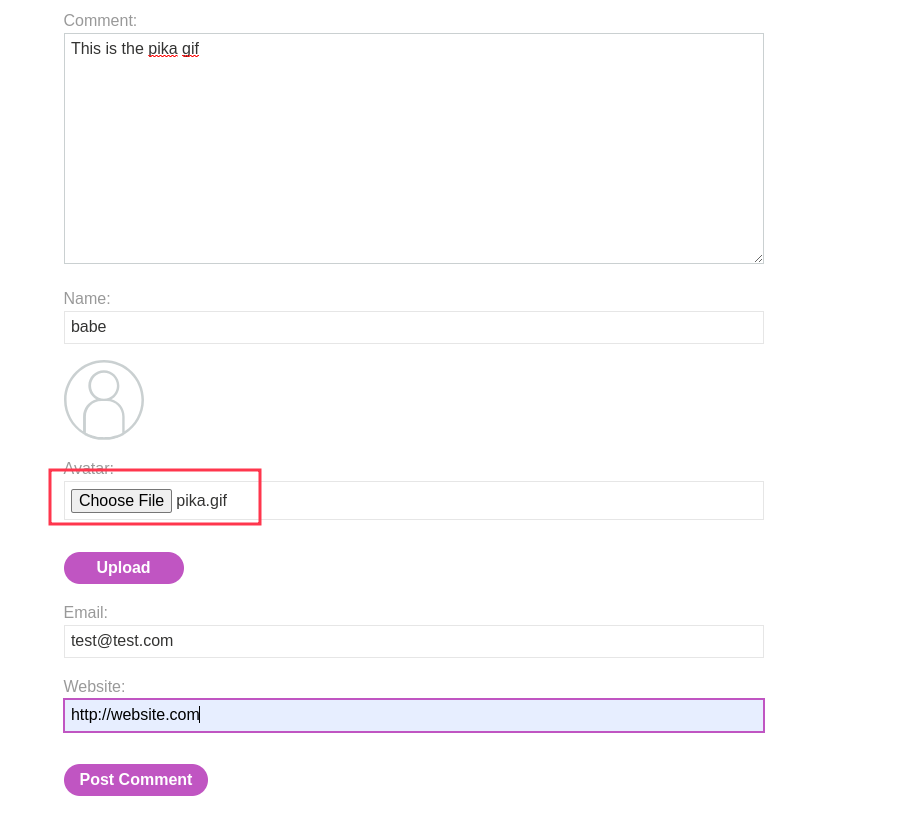 Comment:
This is the pika gif
Name:
babe
Avatar:
Choose File pika.gif
Upload
Email:
test@test.com
Website:
http://website.com
Post Comment